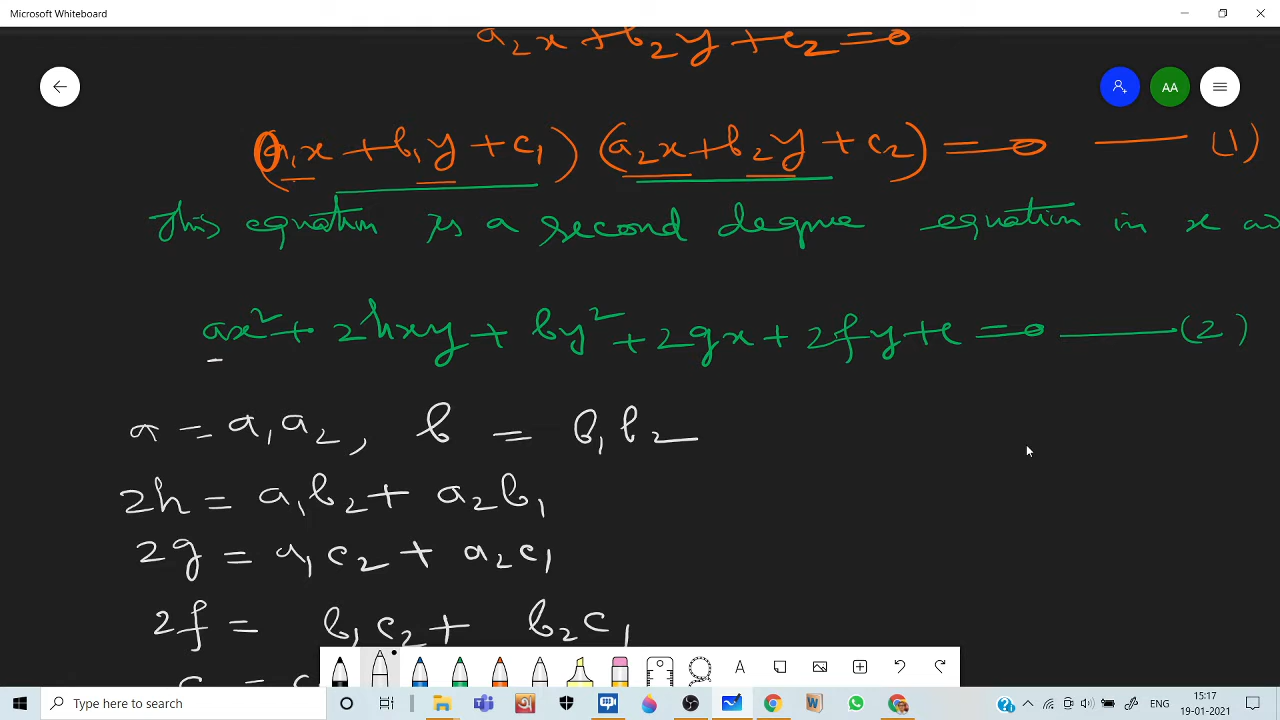 Microsoft Whiteboard
a₂x + b₂y + c₂ = 0
AA
(a₁x + b₁y + c₁) (a₂x + b₂y + c₂) = 0 —— (1)
This equation is a second degree equation in x
ax² + 2hxy + by² + 2gx + 2fy + c = 0 —— (2)
a = a₁a₂, b = b₁b₂
2h = a₁b₂ + a₂b₁
2g = a₁c₂ + a₂c₁
2f = b₁c₂ + b₂c₁
A
Type here to search
ENG
15:17
19-01-2021